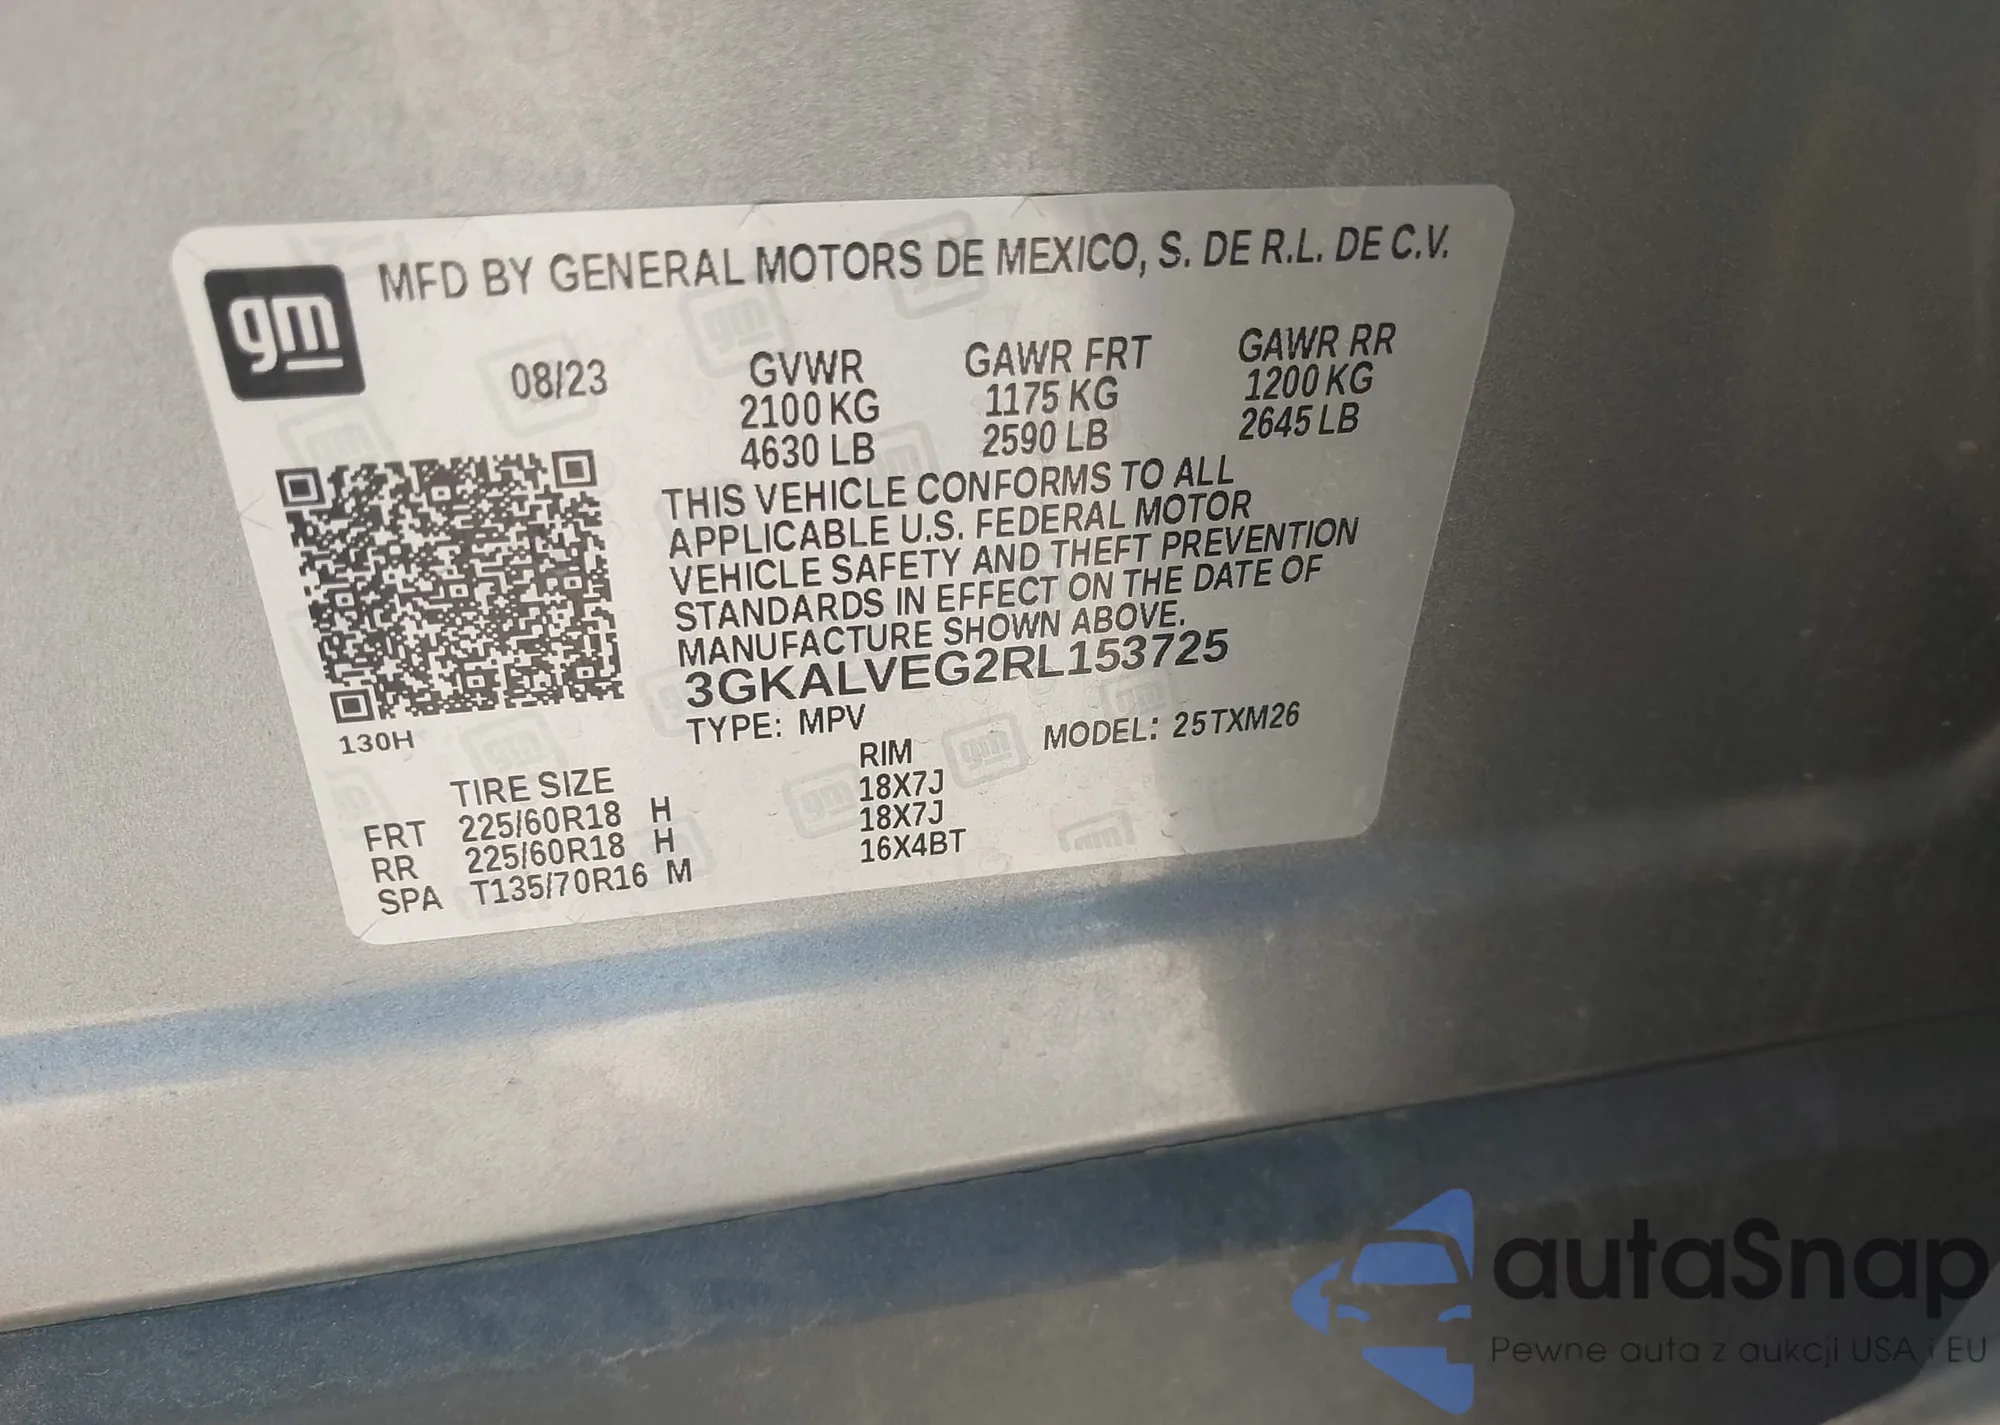 gm
MFD BY GENERAL MOTORS DE MEXICO, S. DE R.L. DE C.V.
08/23 GVWR GAWR FRT GAWR RR
2100 KG 1175 KG 1200 KG
4630 LB 2590 LB 2645 LB
THIS VEHICLE CONFORMS TO ALL
APPLICABLE U.S. FEDERAL MOTOR
VEHICLE SAFETY AND THEFT PREVENTION
STANDARDS IN EFFECT ON THE DATE OF
MANUFACTURE SHOWN ABOVE.
3GKALVEG2RL153725
TYPE: MPV MODEL: 25TXM26
130H
TIRE SIZE RIM
FRT 225/60R18 H 18X7J
RR 225/60R18 H 18X7J
SPA T135/70R16 M 16X4BT
autaSnap
Pewne auta z aukcji USA i EU